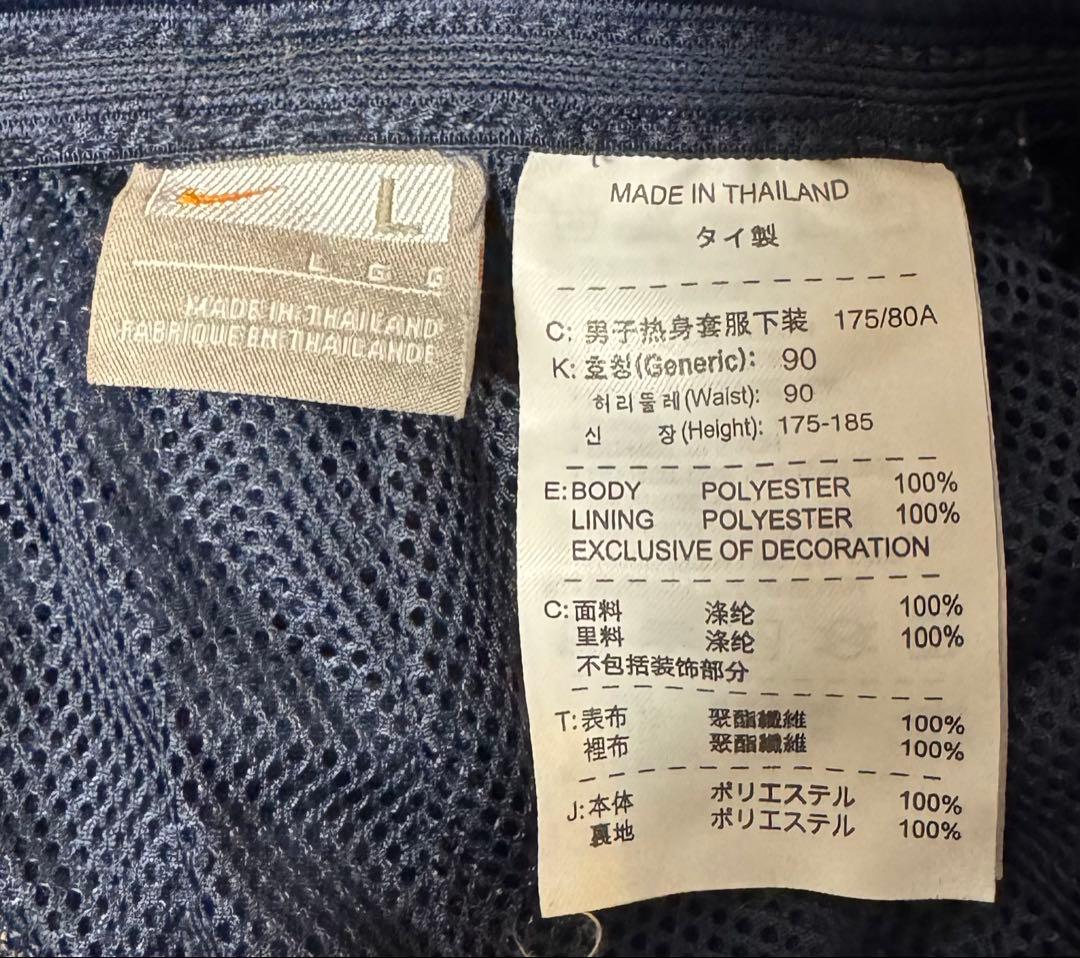 L
L G G
MADE IN THAILAND
FABRIQUE EN THAILANDE
MADE IN THAILAND
タイ製
C: 男子热身套服下装 175/80A
K: 호칭(Generic): 90
허리둘레(Waist): 90
신 장(Height): 175-185
E: BODY POLYESTER 100%
LINING POLYESTER 100%
EXCLUSIVE OF DECORATION
C: 面料 涤纶 100%
里料 涤纶 100%
不包括装饰部分
T: 表布 聚酯纖維 100%
裡布 聚酯纖維 100%
J: 本体 ポリエステル 100%
裏地 ポリエステル 100%